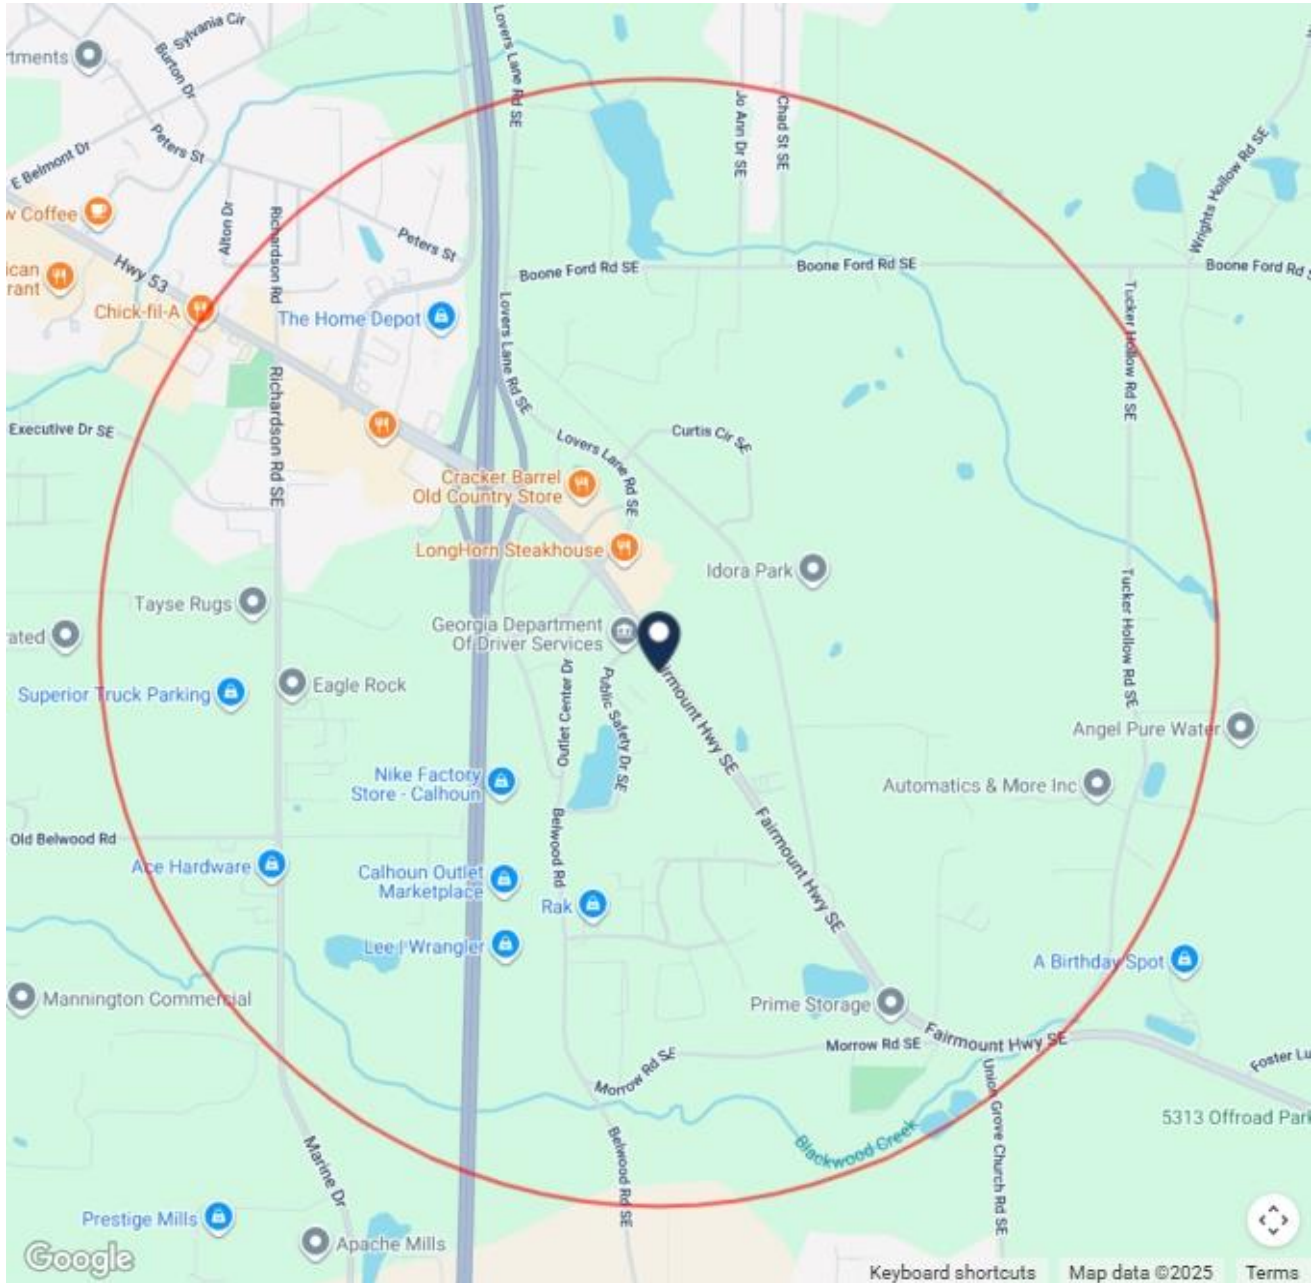 Sylvania Cir
Lovers Lane Rd SE
tments
Burton Dr
Jo Ann Dr SE
Chad St SE
Peters St
E Belmont Dr
Wrights Hollow Rd SE
w Coffee
Alton Dr
Richardson Rd
Peters St
Hwy 53
Boone Ford Rd SE
Boone Ford Rd SE
Boone Ford Rd S
ican
rant
Chick-fil-A
The Home Depot
Lovers Lane Rd SE
Tucker Hollow Rd SE
Richardson Rd SE
Executive Dr SE
Curtis Cir SE
Lovers Lane Rd SE
Cracker Barrel
Old Country Store
LongHorn Steakhouse
Idora Park
Tucker Hollow Rd SE
Tayse Rugs
Georgia Department
Of Driver Services
rated
Eagle Rock
Superior Truck Parking
Outlet Center Dr
Public Safety Dr SE
irmount Hwy SE
Angel Pure Water
Nike Factory
Store - Calhoun
Automatics & More Inc
Old Belwood Rd
Belwood Rd
Fairmount Hwy SE
Ace Hardware
Calhoun Outlet
Marketplace
Rak
Lee | Wrangler
A Birthday Spot
Mannington Commercial
Prime Storage
Fairmount Hwy SE
Morrow Rd SE
Morrow Rd SE
Foster Lu
Union Grove Church Rd SE
5313 Offroad Park
Blackwood Creek
Marine Dr
Belwood Rd SE
Prestige Mills
Apache Mills
Google
Keyboard shortcuts
Map data ©2025
Terms